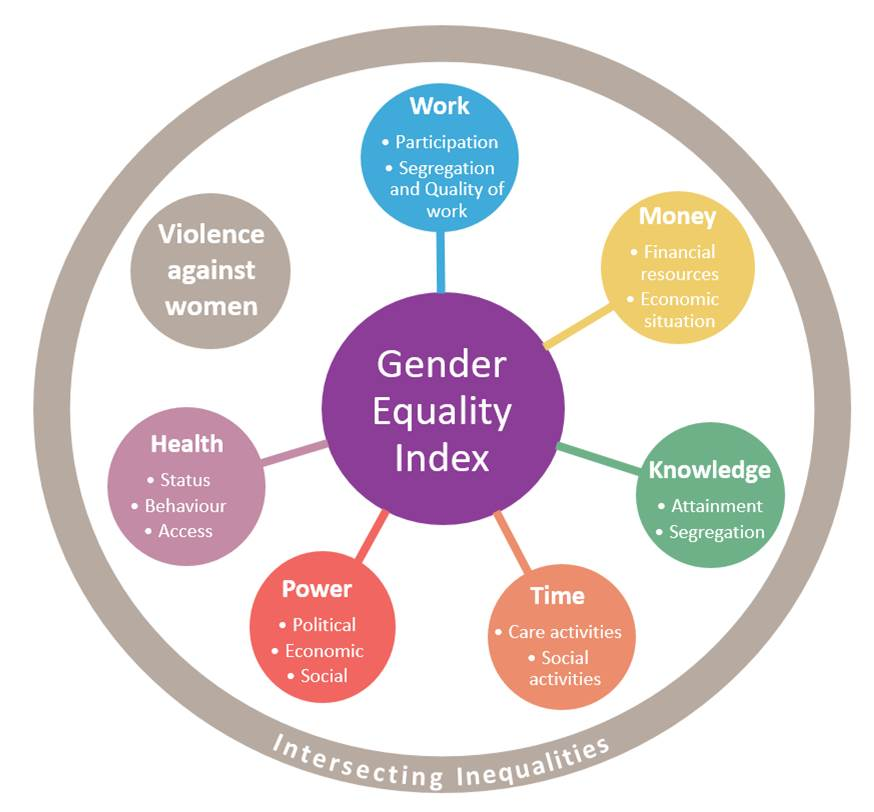 Work
• Participation
• Segregation
and Quality of
work
Money
• Financial
resources
• Economic
situation
Violence
against
women
Gender
Equality
Index
Health
• Status
• Behaviour
• Access
Knowledge
• Attainment
• Segregation
Power
• Political
• Economic
• Social
Time
• Care activities
• Social
activities
Intersecting Inequalities